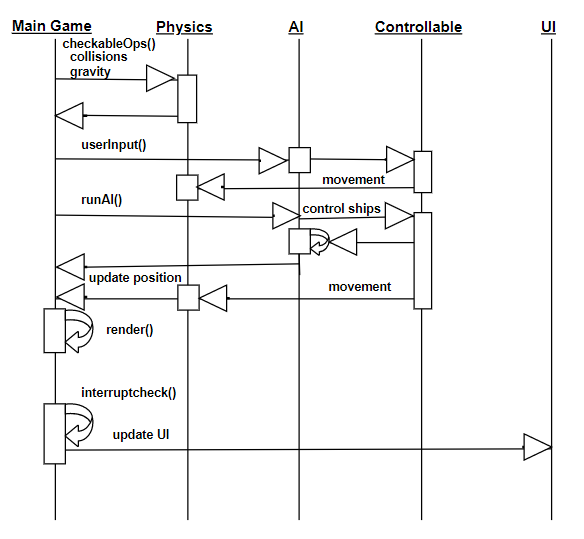 Main Game Physics AI Controllable UI
checkableOps()
collisions
gravity
userInput()
movement
runAI()
control ships
update position
movement
render()
interruptcheck()
update UI